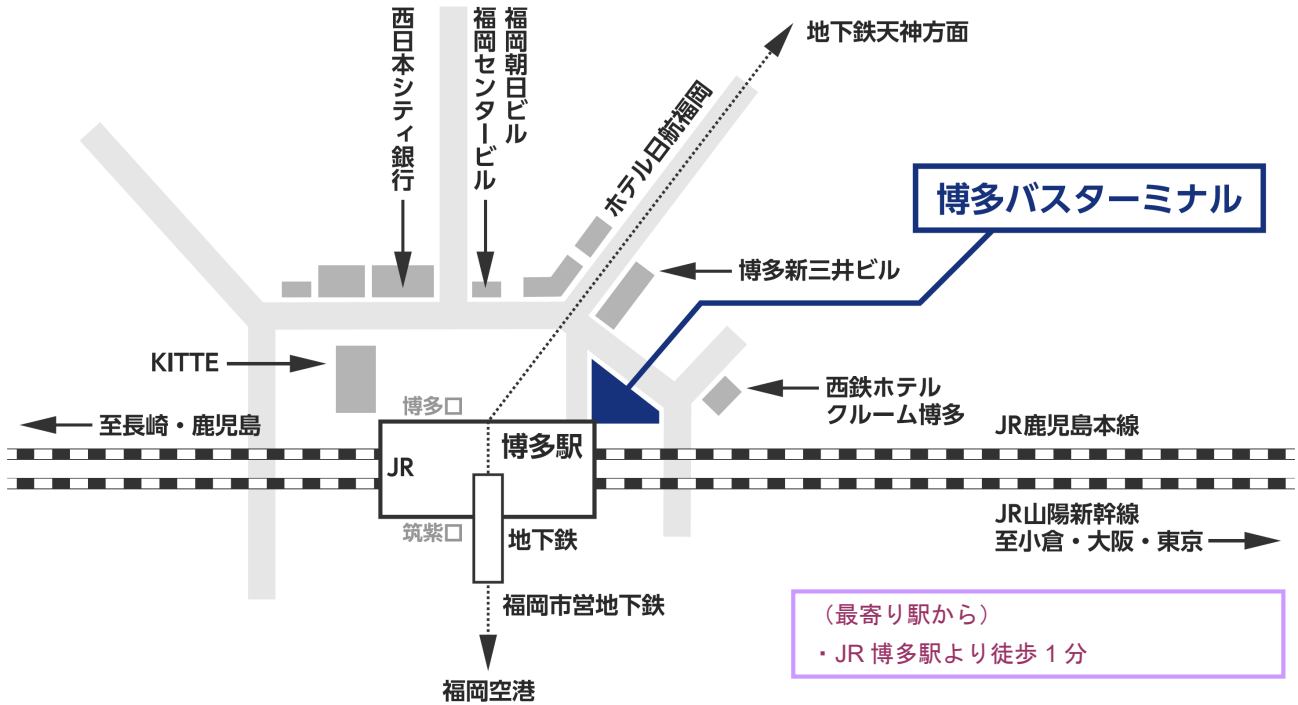 西日本シティ銀行
福岡センタービル
福岡朝日ビル
ホテル日航福岡
地下鉄天神方面
博多バスターミナル
博多新三井ビル
KITTE
西鉄ホテル
クルーム博多
博多口
至長崎・鹿児島
JR
博多駅
JR鹿児島本線
筑紫口
地下鉄
JR山陽新幹線
至小倉・大阪・東京
福岡市営地下鉄
福岡空港
（最寄り駅から）
・JR 博多駅より徒歩 1 分